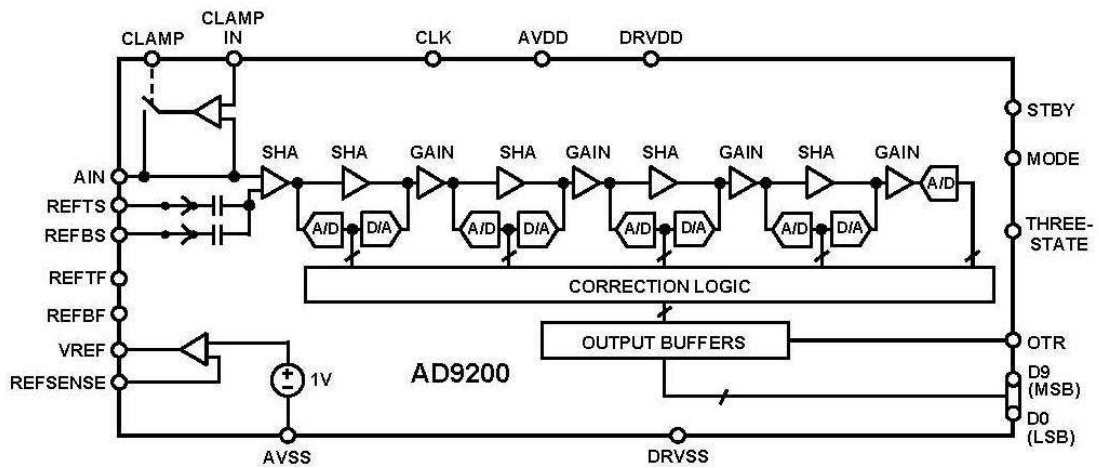 CLAMP
CLAMP
IN
CLK
AVDD
DRVDD
STBY
MODE
THREE-
STATE
SHA
SHA
GAIN
SHA
GAIN
SHA
GAIN
SHA
GAIN
AIN
REFTS
REFBS
REFTF
REFBF
VREF
REFSENSE
A/D
D/A
A/D
D/A
A/D
D/A
A/D
D/A
A/D
CORRECTION LOGIC
OUTPUT BUFFERS
OTR
AD9200
1V
D9
(MSB)
D0
(LSB)
AVSS
DRVSS